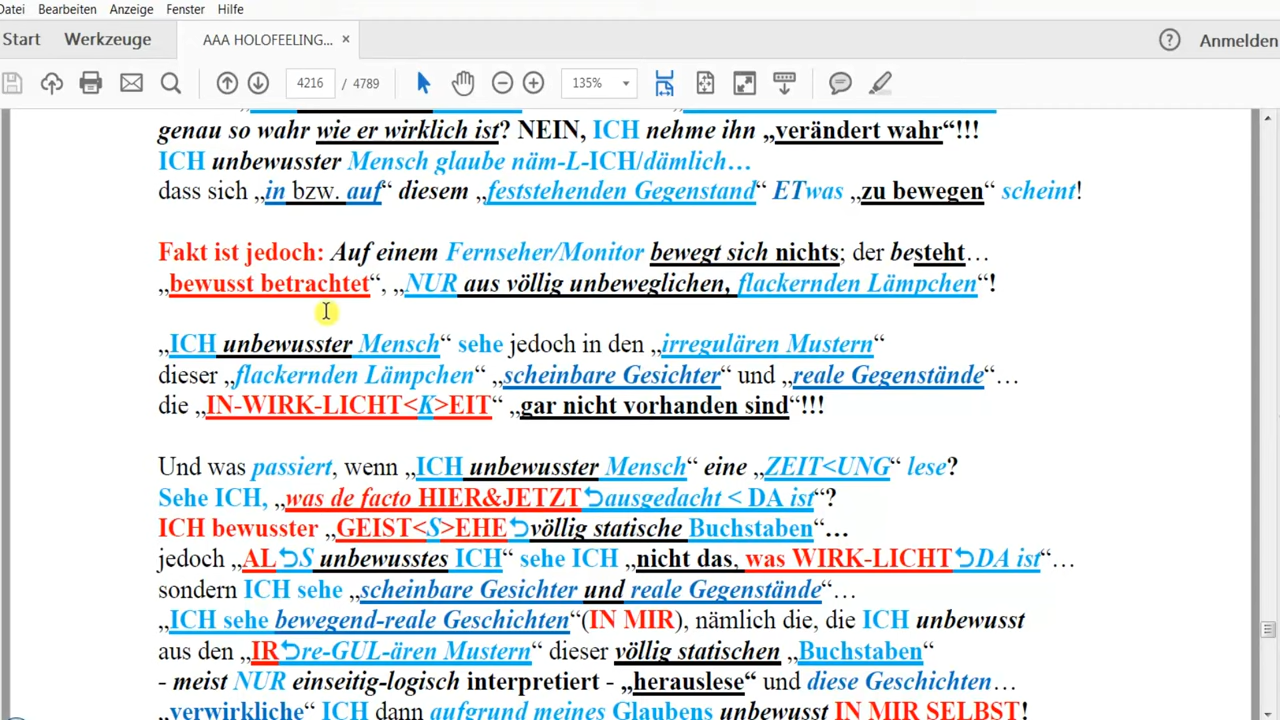 Datei Bearbeiten Anzeige Fenster Hilfe
Start Werkzeuge AAA HOLOFEELING... × ? Anmelden
4216 / 4789 135%
genau so wahr wie er wirklich ist? NEIN, ICH nehme ihn „verändert wahr“!!!
ICH unbewusster Mensch glaube näm-L-ICH/dämlich…
dass sich „in bzw. auf“ diesem „feststehenden Gegenstand“ ETwas „zu bewegen“ scheint!
Fakt ist jedoch: Auf einem Fernseher/Monitor bewegt sich nichts; der besteht…
„bewusst betrachtet“, „NUR aus völlig unbeweglichen, flackernden Lämpchen“!
„ICH unbewusster Mensch“ sehe jedoch in den „irregulären Mustern“
dieser „flackernden Lämpchen“ „scheinbare Gesichter“ und „reale Gegenstände“…
die „IN-WIRK-LICHT<K>EIT“ „gar nicht vorhanden sind“!!!
Und was passiert, wenn „ICH unbewusster Mensch“ eine „ZEIT<UNG“ lese?
Sehe ICH, „was de facto HIER&JETZT⮌ausgedacht < DA ist“?
ICH bewusster „GEIST<S>EHE⮌völlig statische Buchstaben“…
jedoch „AL⮌S unbewusstes ICH“ sehe ICH „nicht das, was WIRK-LICHT⮌DA ist“…
sondern ICH sehe „scheinbare Gesichter und reale Gegenstände“…
„ICH sehe bewegend-reale Geschichten“(IN MIR), nämlich die, die ICH unbewusst
aus den „IR⮌re-GUL-ären Mustern“ dieser völlig statischen „Buchstaben“
- meist NUR einseitig-logisch interpretiert - „herauslese“ und diese Geschichten…
„verwirkliche“ ICH dann aufgrund meines Glaubens unbewusst IN MIR SELBST!